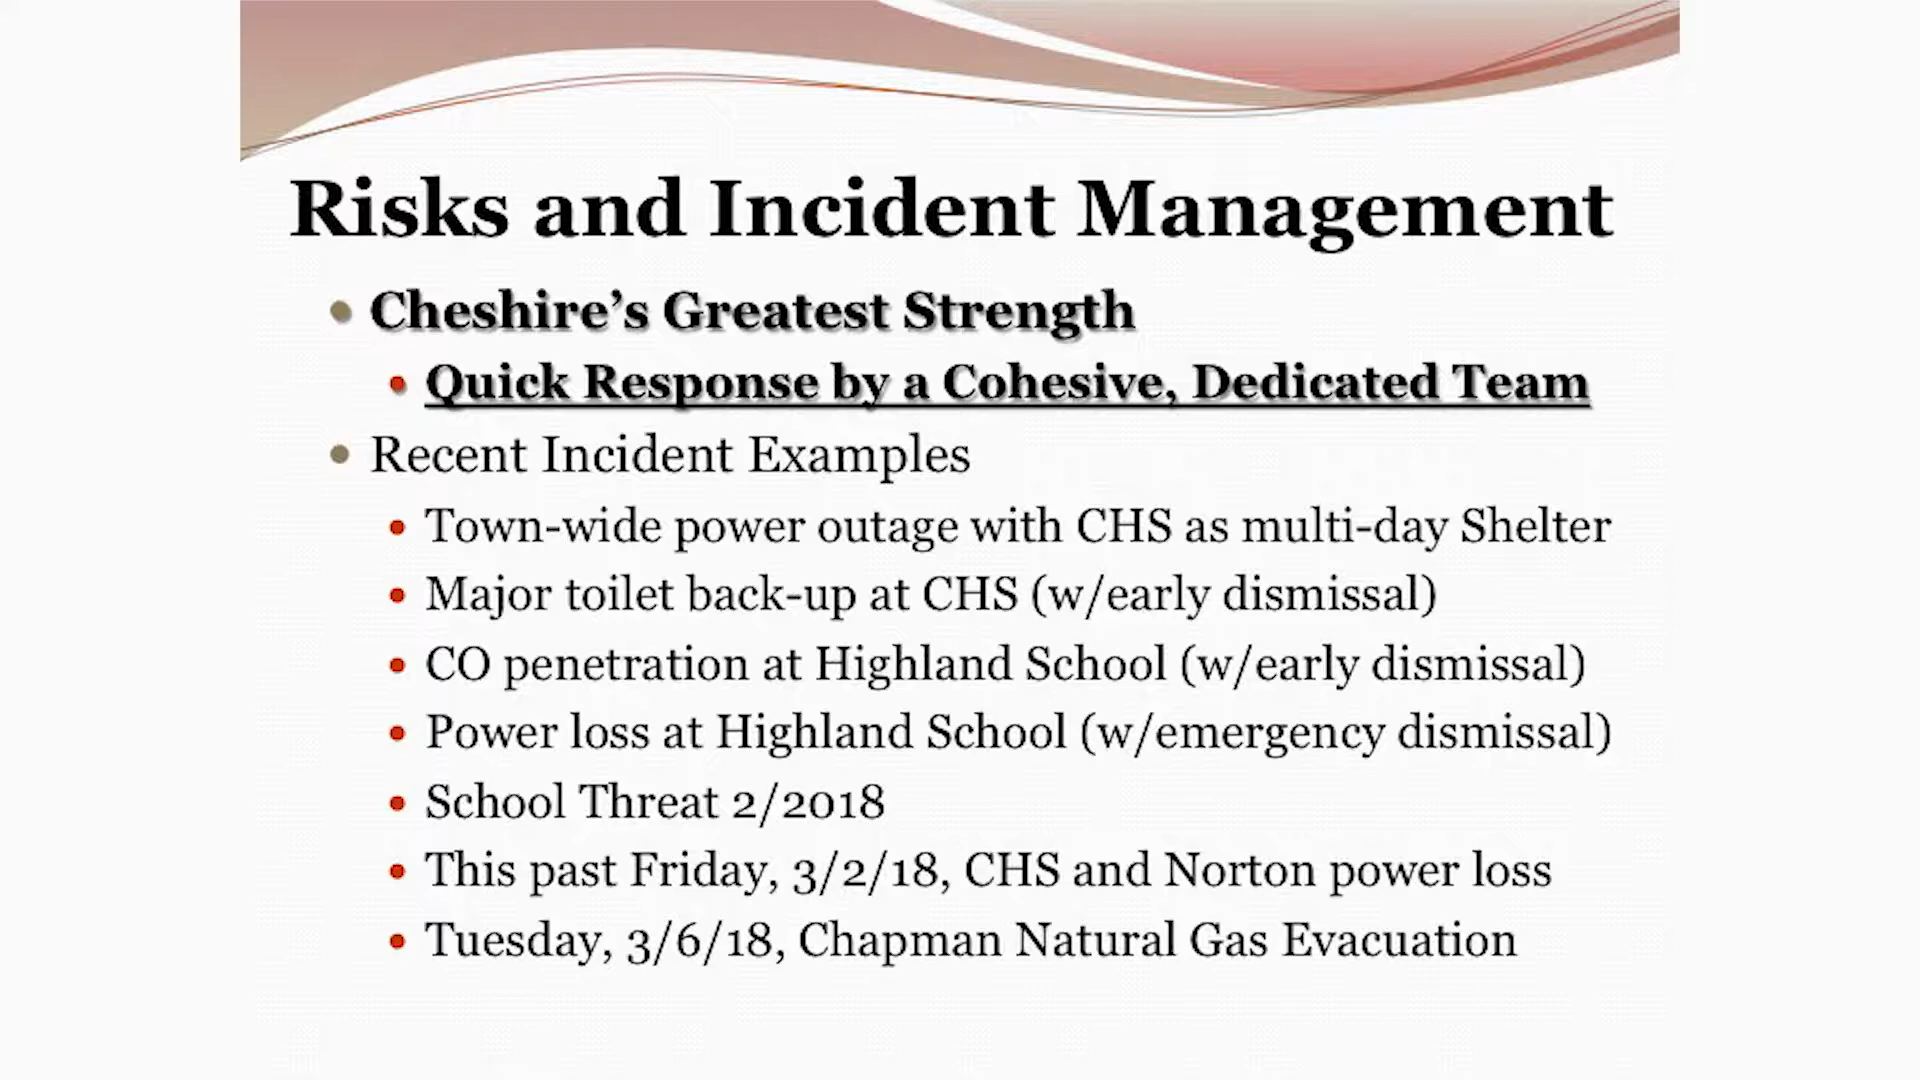 Risks and Incident Management
Cheshire’s Greatest Strength
Quick Response by a Cohesive, Dedicated Team
Recent Incident Examples
Town-wide power outage with CHS as multi-day Shelter
Major toilet back-up at CHS (w/early dismissal)
CO penetration at Highland School (w/early dismissal)
Power loss at Highland School (w/emergency dismissal)
School Threat 2/2018
This past Friday, 3/2/18, CHS and Norton power loss
Tuesday, 3/6/18, Chapman Natural Gas Evacuation